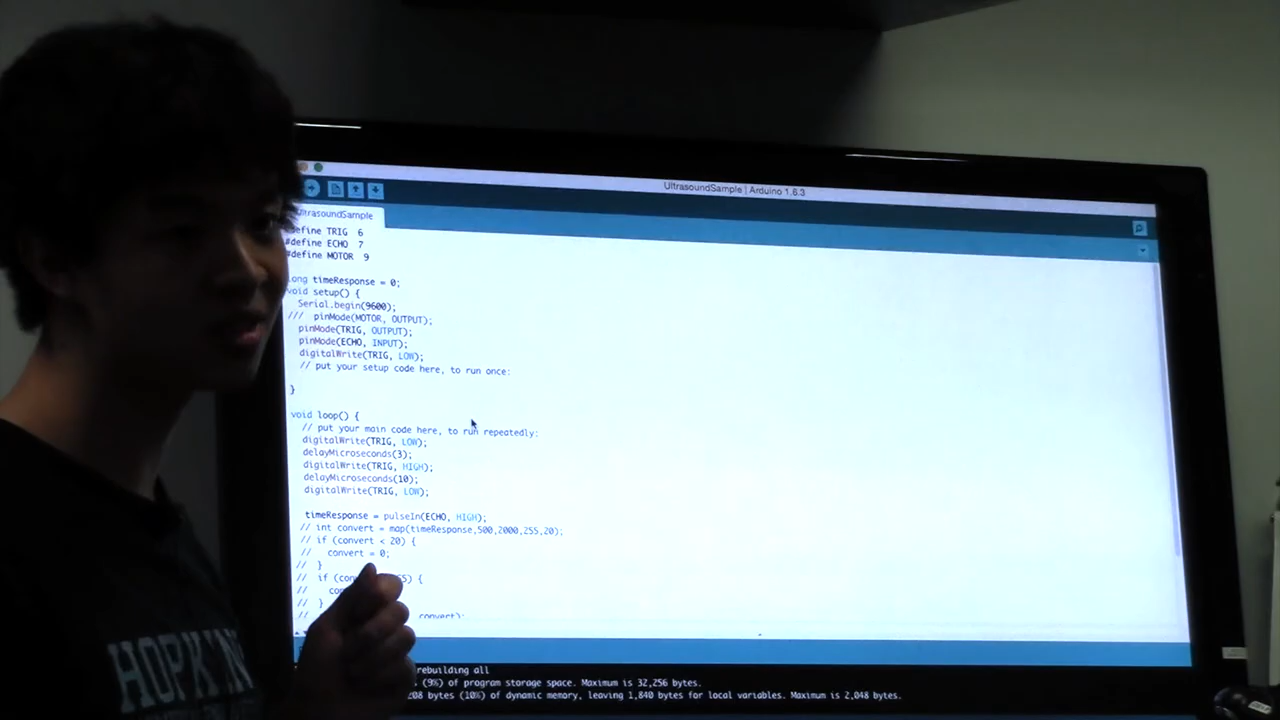 UltrasoundSample | Arduino 1.6.3
UltrasoundSample
#define TRIG 6
#define ECHO 7
#define MOTOR 9
long timeResponse = 0;
void setup() {
Serial.begin(9600);
/// pinMode(MOTOR, OUTPUT);
pinMode(TRIG, OUTPUT);
pinMode(ECHO, INPUT);
digitalWrite(TRIG, LOW);
// put your setup code here, to run once:
}
void loop() {
// put your main code here, to run repeatedly:
digitalWrite(TRIG, LOW);
delayMicroseconds(3);
digitalWrite(TRIG, HIGH);
delayMicroseconds(10);
digitalWrite(TRIG, LOW);
timeResponse = pulseIn(ECHO, HIGH);
// int convert = map(timeResponse,500,2000,255,20);
// if (convert < 20) {
// convert = 0;
// }
// if (con 55) {
// co
// }
// convert);
rebuilding all
(9%) of program storage space. Maximum is 32,256 bytes.
208 bytes (10%) of dynamic memory, leaving 1,840 bytes for local variables. Maximum is 2,048 bytes.
HOPKIN